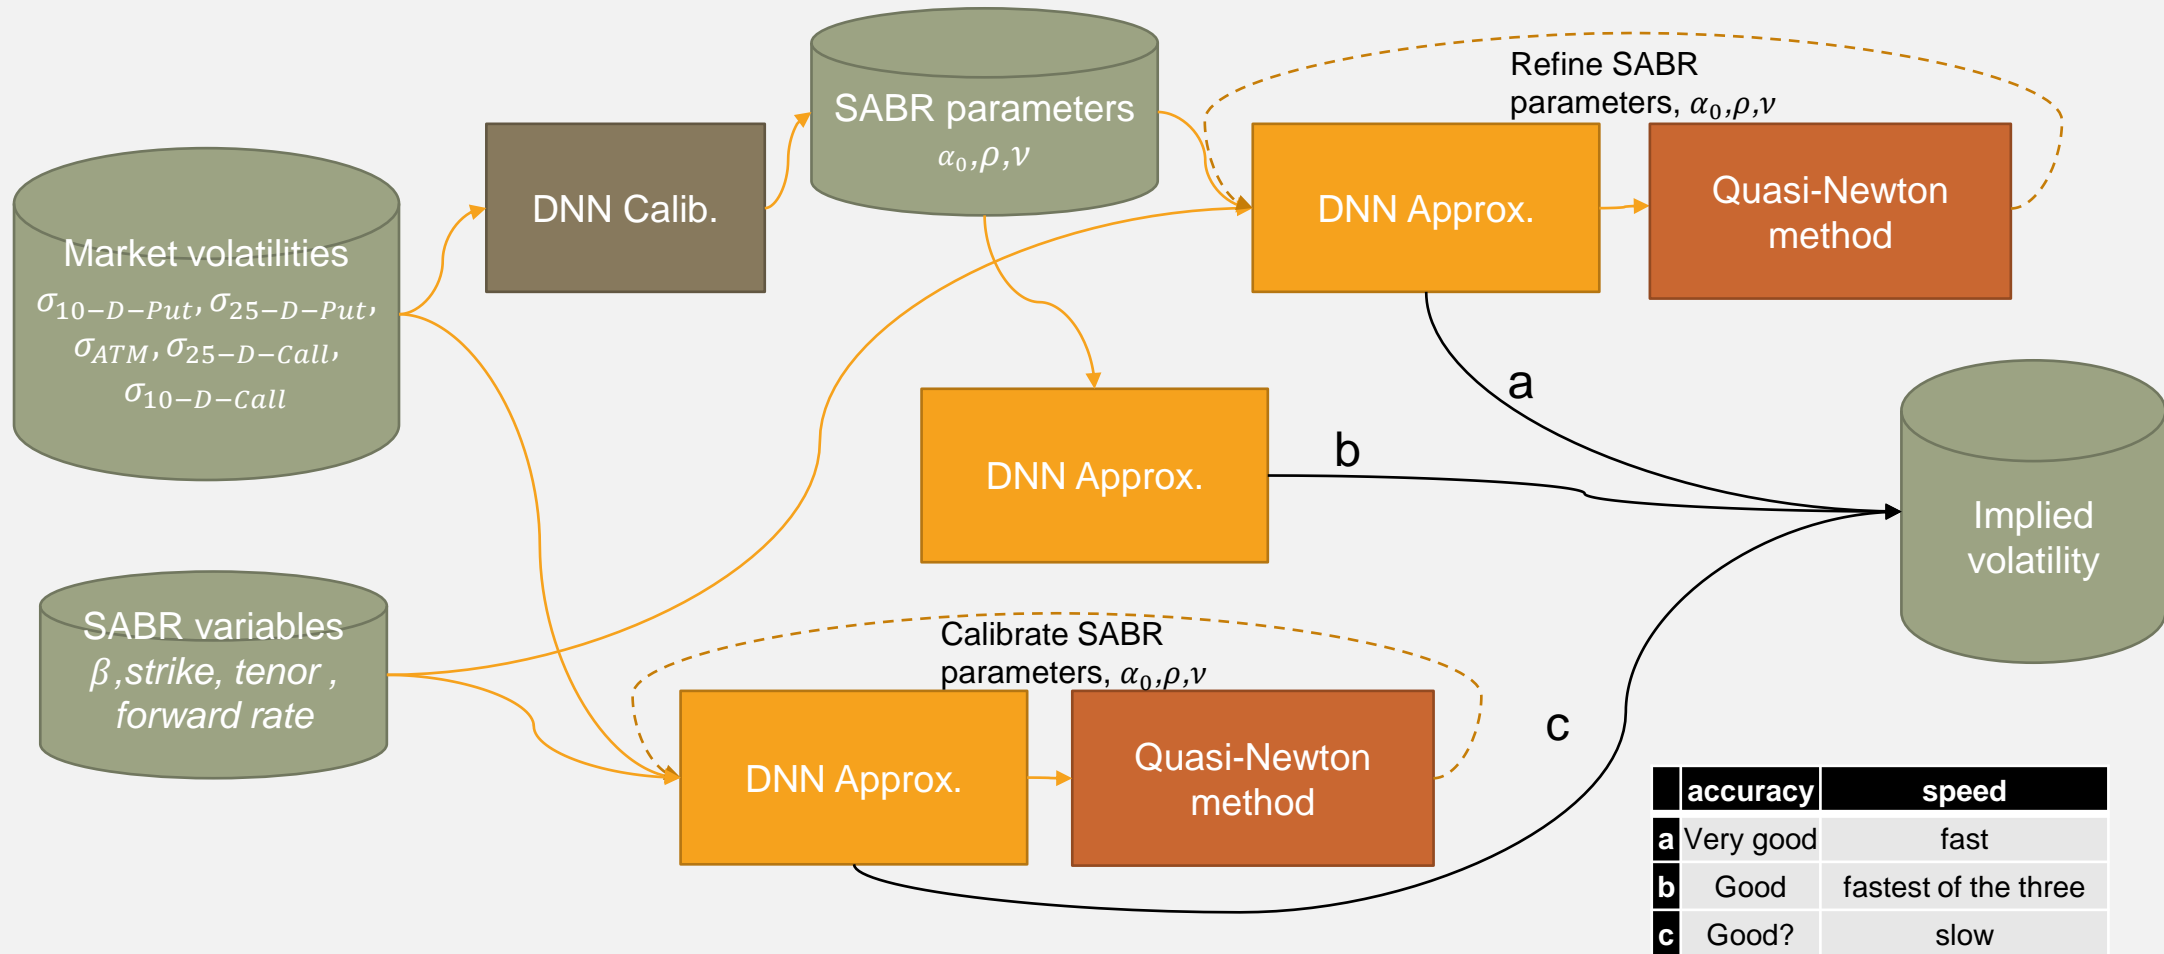 SABR parameters
α₀,ρ,ν
Refine SABR
parameters, α₀,ρ,ν
DNN Calib.
DNN Approx.
Quasi-Newton
method
Market volatilities
σ10−D−Put, σ25−D−Put,
σATM, σ25−D−Call,
σ10−D−Call
a
b
DNN Approx.
Implied
volatility
SABR variables
β,strike, tenor ,
forward rate
Calibrate SABR
parameters, α₀,ρ,ν
c
DNN Approx.
Quasi-Newton
method
accuracy speed
a Very good fast
b Good fastest of the three
c Good? slow